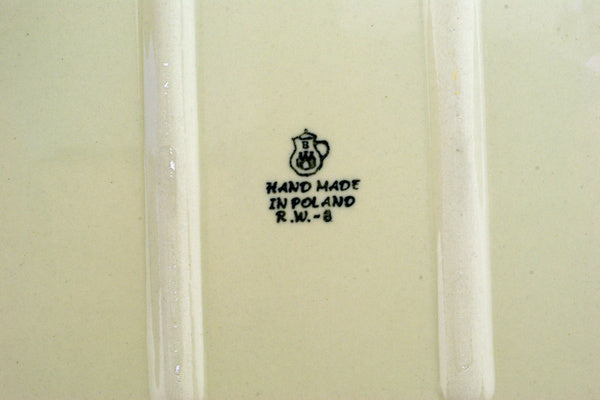 B
HAND MADE
IN POLAND
R.W.-8